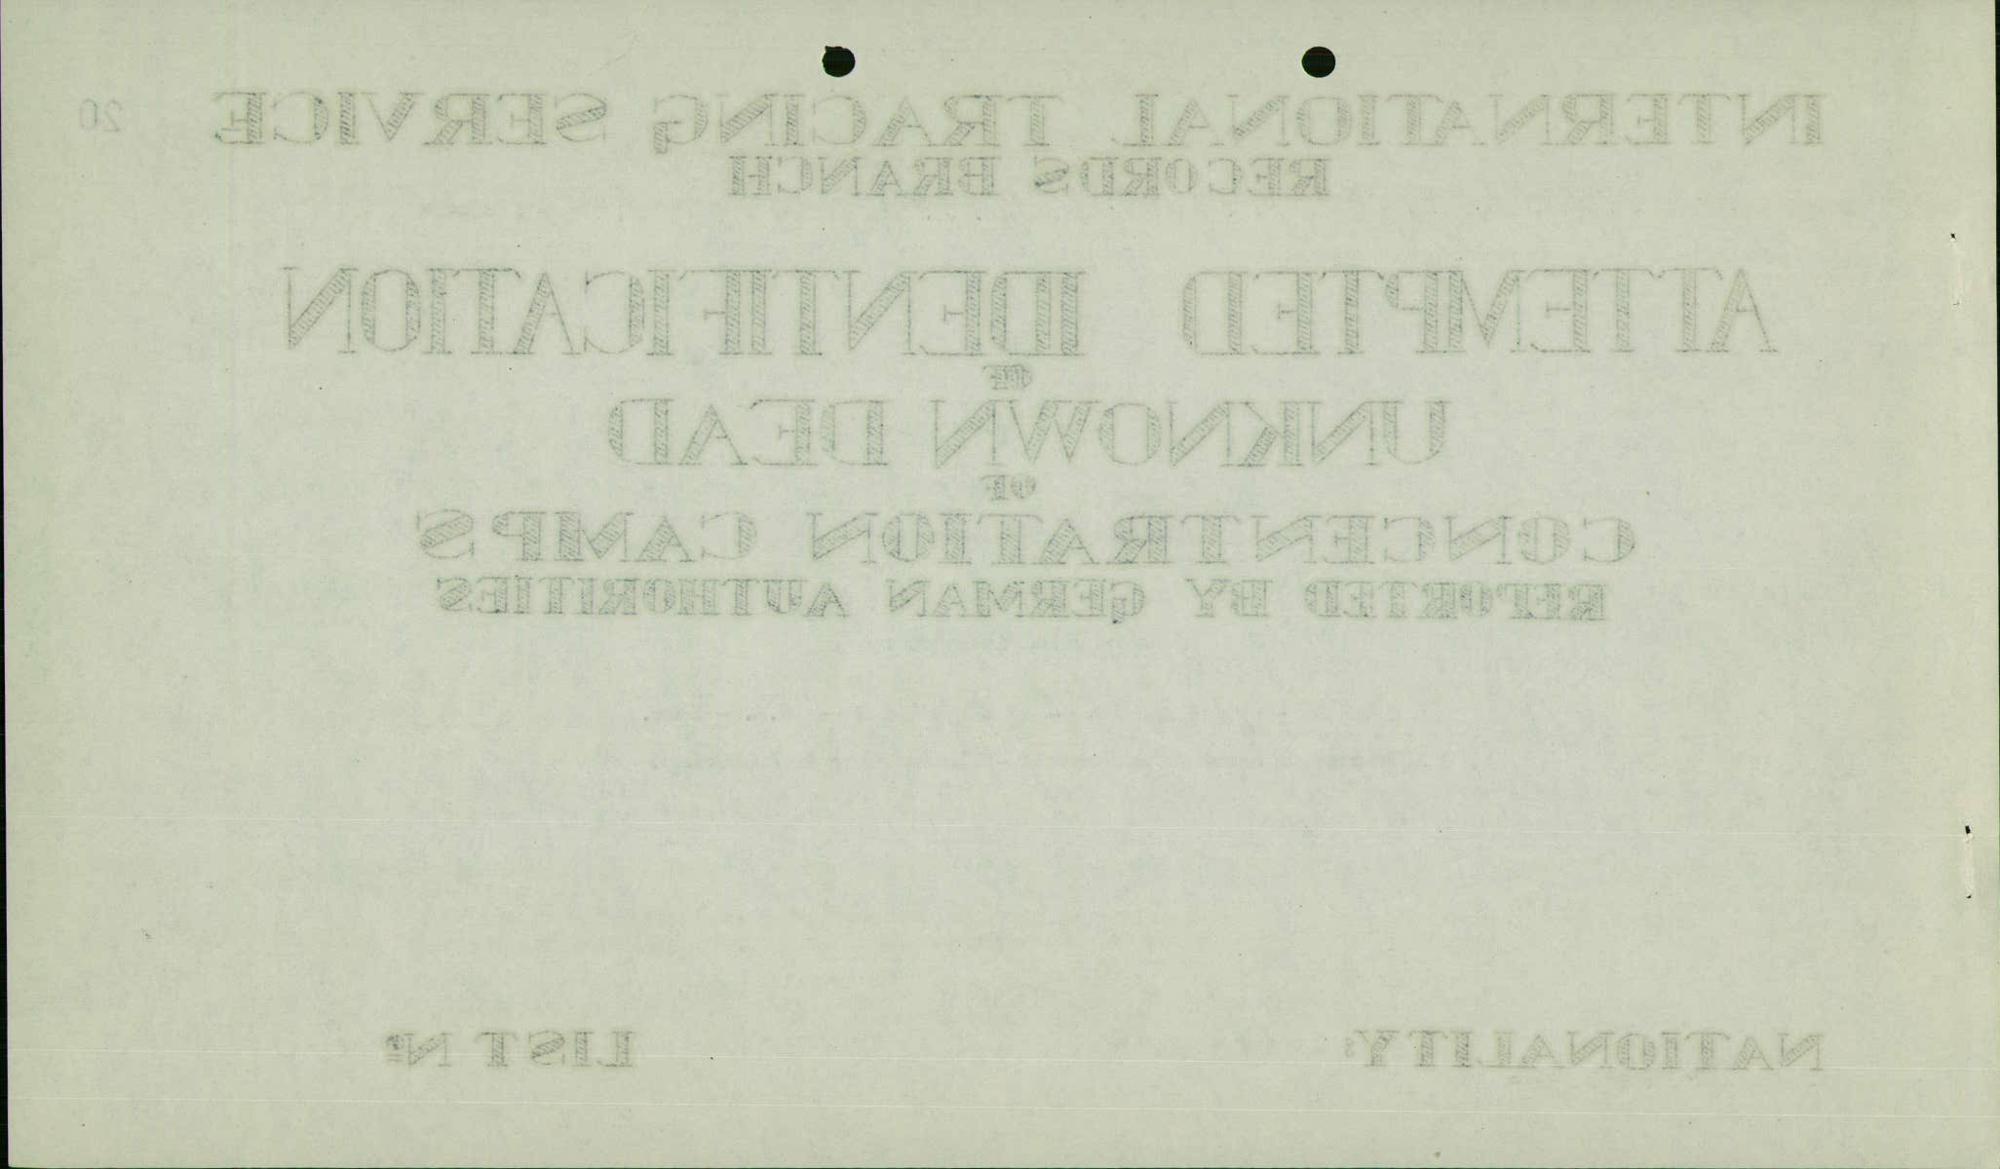 20
INTERNATIONAL TRACING SERVICE
RECORDS BRANCH
ATTEMPTED IDENTIFICATION
OF
UNKNOWN DEAD
OF
CONCENTRATION CAMPS
REPORTED BY GERMAN AUTHORITIES
NATIONALITY: LIST Nº